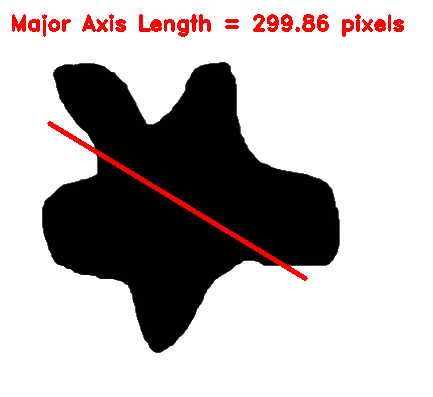 Major Axis Length = 299.86 pixels